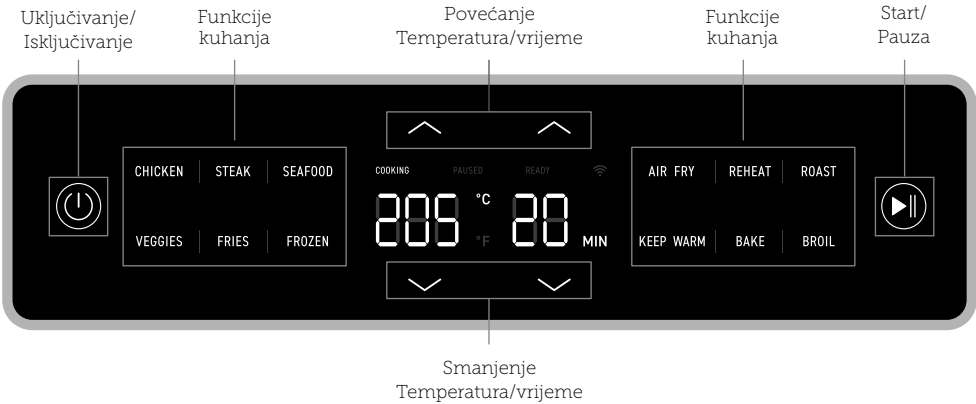 Uključivanje/
Isključivanje
Funkcije
kuhanja
Povećanje
Temperatura/vrijeme
Funkcije
kuhanja
Start/
Pauza
CHICKEN STEAK SEAFOOD
VEGGIES FRIES FROZEN
COOKING PAUSED READY
205 °C °F 20 MIN
AIR FRY REHEAT ROAST
KEEP WARM BAKE BROIL
Smanjenje
Temperatura/vrijeme